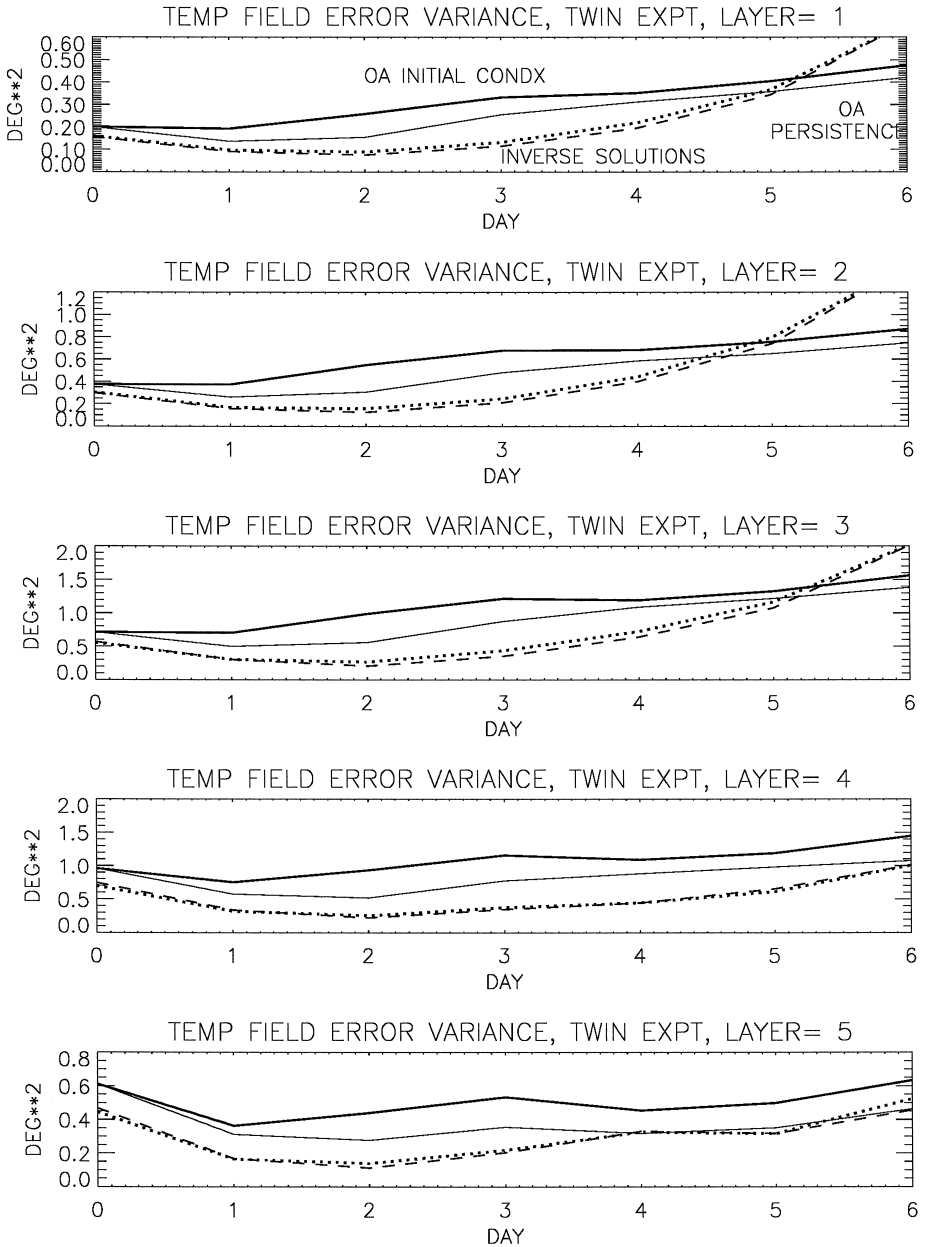 TEMP FIELD ERROR VARIANCE, TWIN EXPT, LAYER= 1
0.60
0.50
0.40
0.30
0.20
0.10
0.00
DEG**2
OA INITIAL CONDX
OA
PERSISTENCE
INVERSE SOLUTIONS
0 1 2 3 4 5 6
DAY
TEMP FIELD ERROR VARIANCE, TWIN EXPT, LAYER= 2
1.2
1.0
0.8
0.6
0.4
0.2
0.0
DEG**2
0 1 2 3 4 5 6
DAY
TEMP FIELD ERROR VARIANCE, TWIN EXPT, LAYER= 3
2.0
1.5
1.0
0.5
0.0
DEG**2
0 1 2 3 4 5 6
DAY
TEMP FIELD ERROR VARIANCE, TWIN EXPT, LAYER= 4
2.0
1.5
1.0
0.5
0.0
DEG**2
0 1 2 3 4 5 6
DAY
TEMP FIELD ERROR VARIANCE, TWIN EXPT, LAYER= 5
0.8
0.6
0.4
0.2
0.0
DEG**2
0 1 2 3 4 5 6
DAY